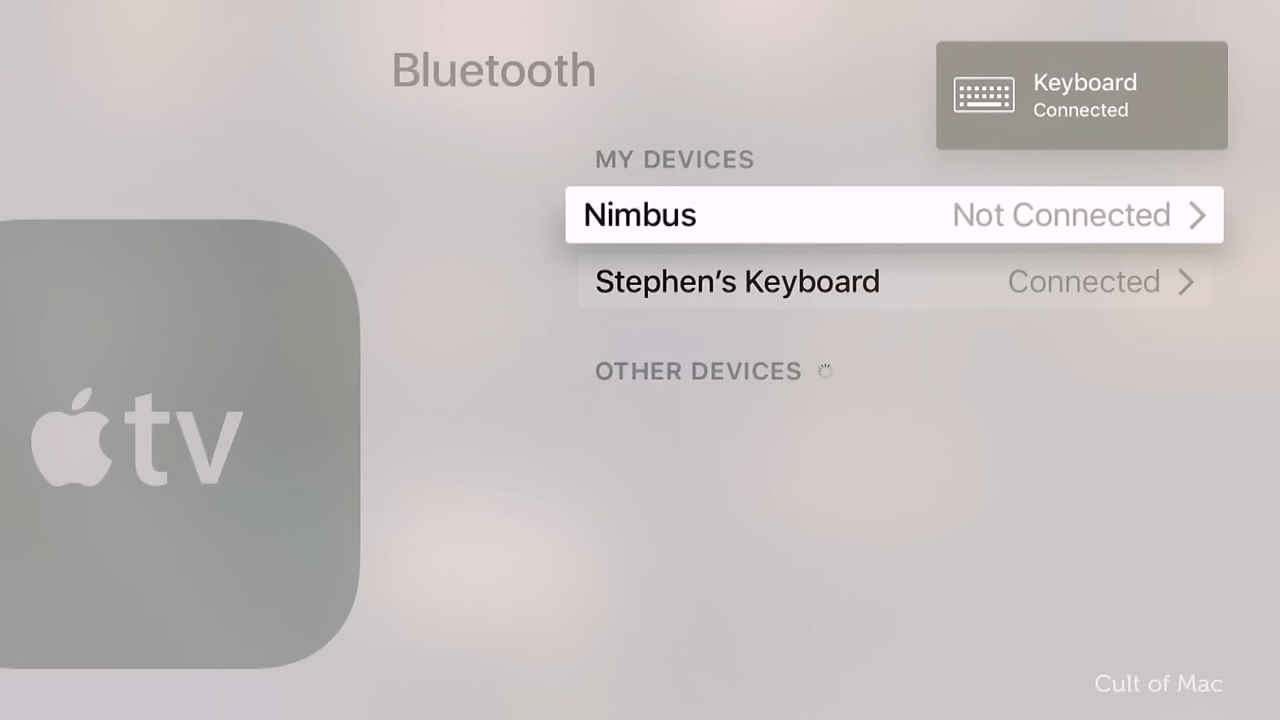 Bluetooth
Keyboard
Connected
MY DEVICES
Nimbus Not Connected
Stephen’s Keyboard Connected
OTHER DEVICES
tv
Cult of Mac